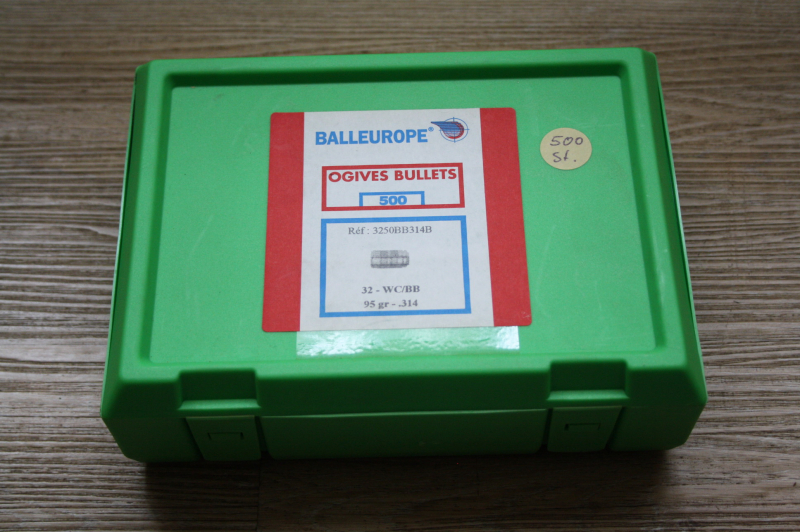 BALLEUROPE®
OGIVES BULLETS
500
Réf : 3250BB314B
32 - WC/BB
95 gr - .314
500
St.